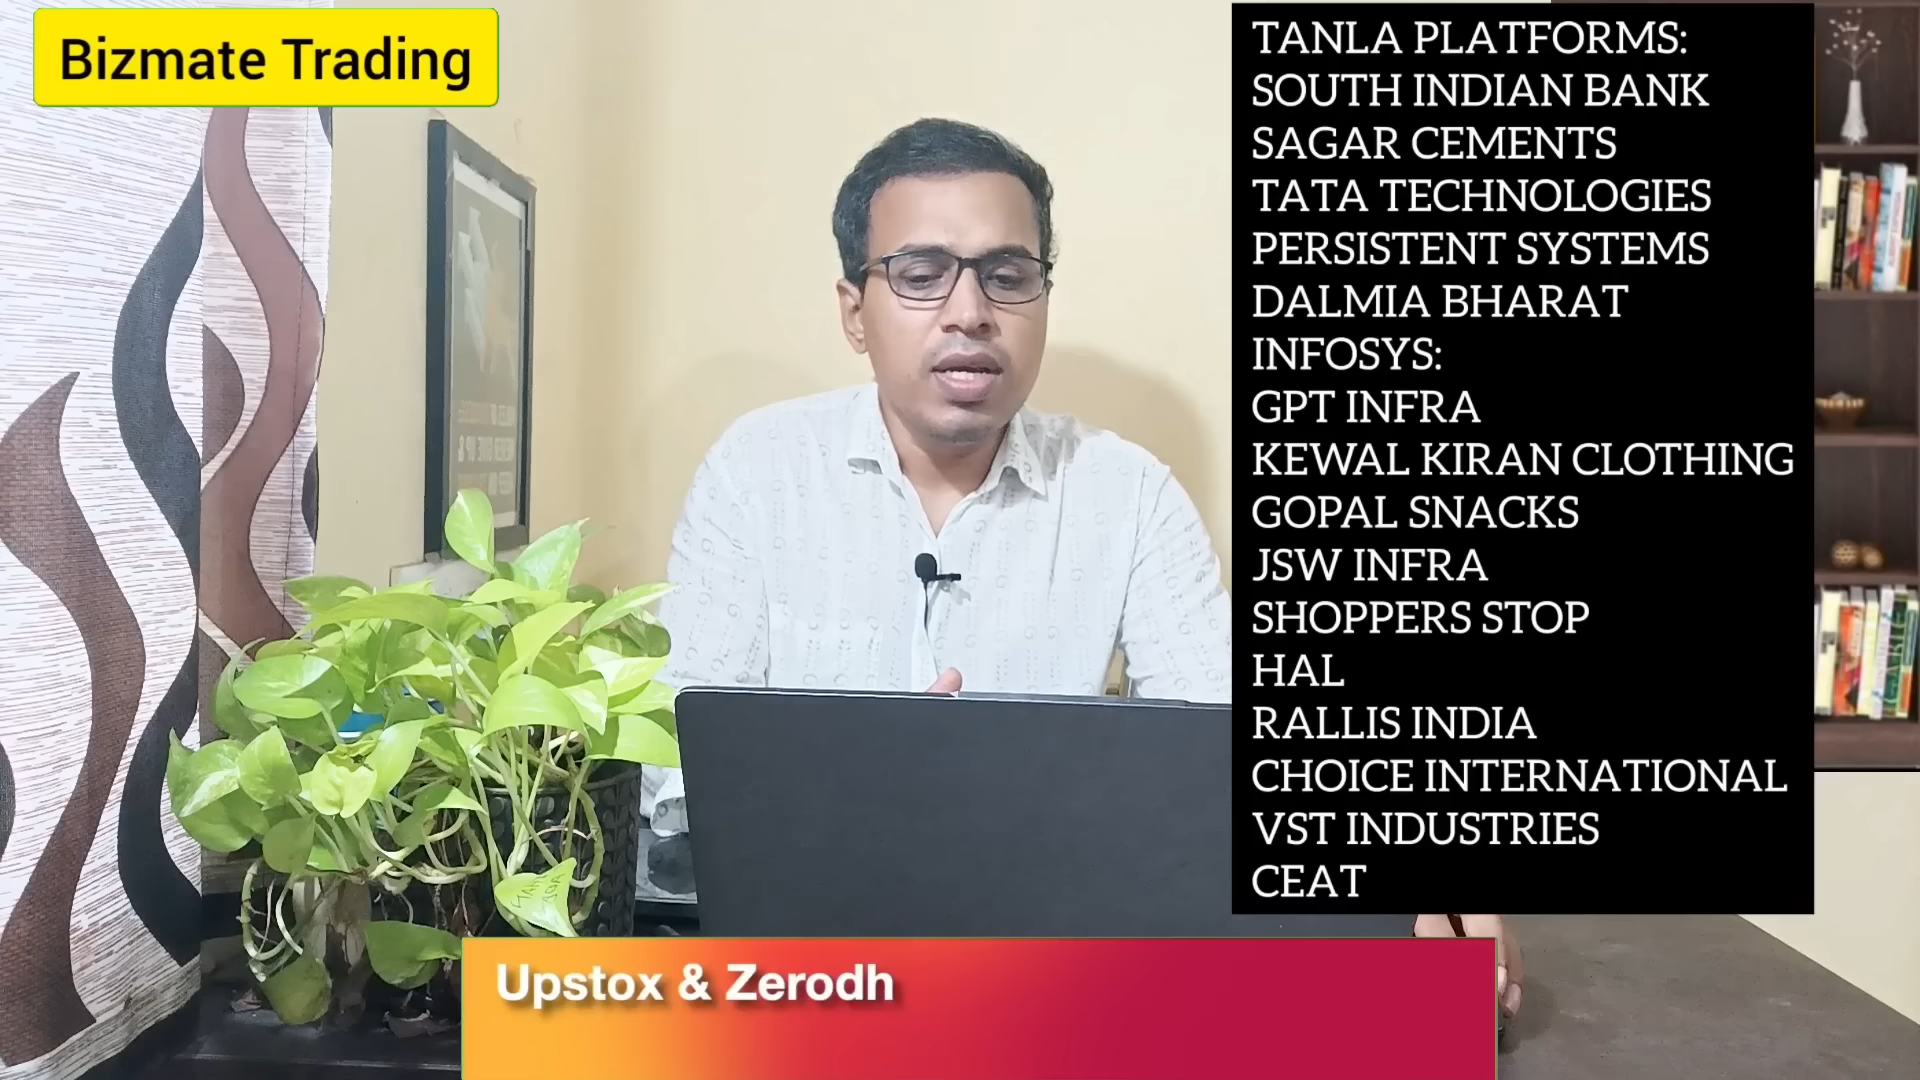 Bizmate Trading
TANLA PLATFORMS:
SOUTH INDIAN BANK
SAGAR CEMENTS
TATA TECHNOLOGIES
PERSISTENT SYSTEMS
DALMIA BHARAT
INFOSYS:
GPT INFRA
KEWAL KIRAN CLOTHING
GOPAL SNACKS
JSW INFRA
SHOPPERS STOP
HAL
RALLIS INDIA
CHOICE INTERNATIONAL
VST INDUSTRIES
CEAT
Upstox & Zerodh